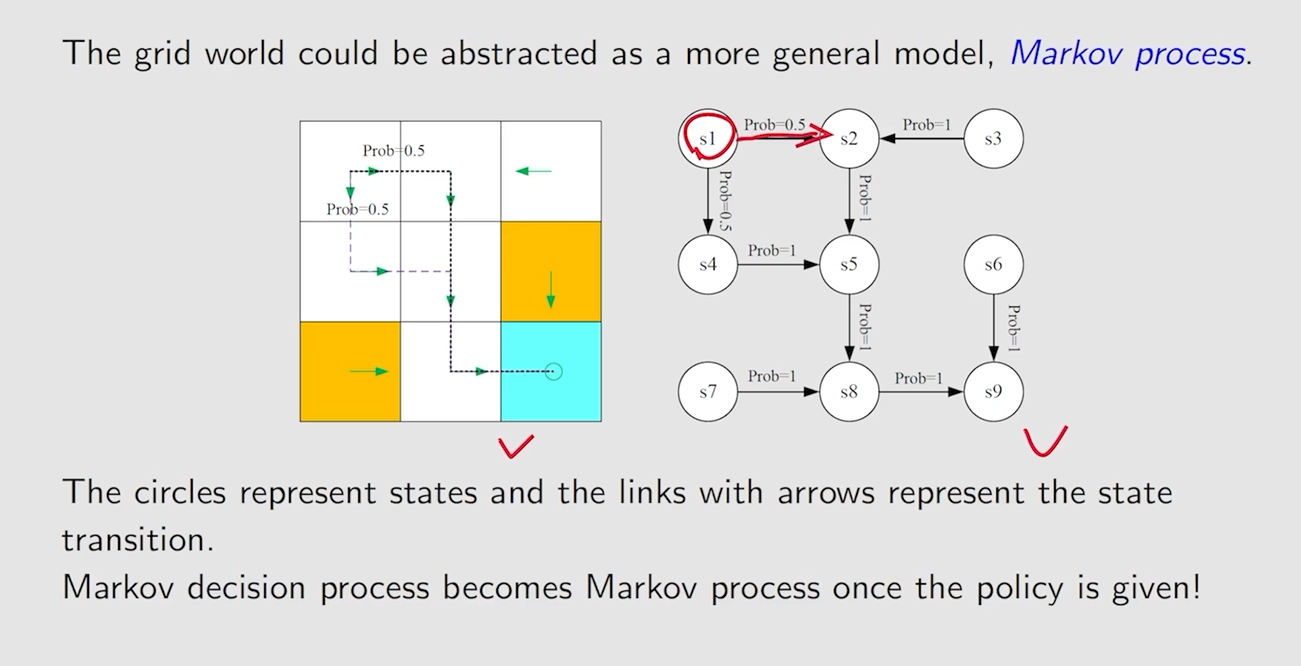 The grid world could be abstracted as a more general model, Markov process.
Prob=0.5
Prob=0.5
s1
Prob=0.5
s2
Prob=1
s3
Prob=0.5
Prob=1
s4
Prob=1
s5
s6
Prob=1
Prob=1
s7
Prob=1
s8
Prob=1
s9
The circles represent states and the links with arrows represent the state
transition.
Markov decision process becomes Markov process once the policy is given!